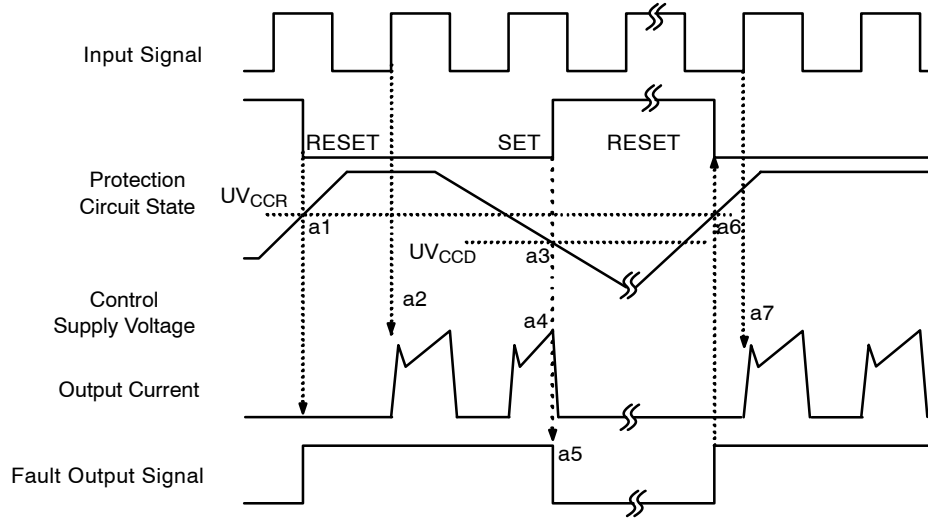 Input Signal
RESET
SET
RESET
Protection
Circuit State
UVCCR
a1
a6
UVCCD
a3
Control
Supply Voltage
a2
a4
a7
Output Current
a5
Fault Output Signal